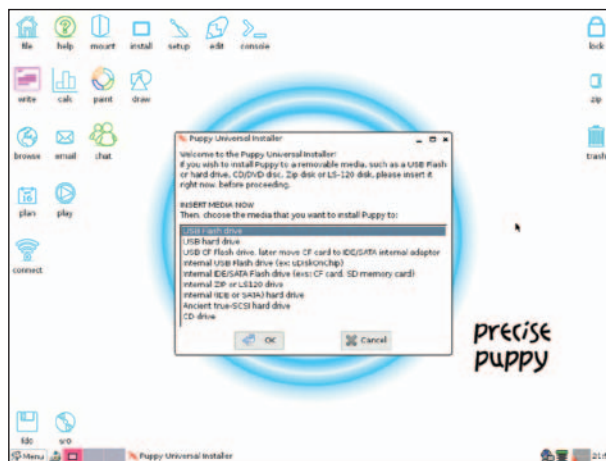 file help mount install setup edit console lock
write calc paint draw zip
browse email chat trash
plan play
connect
Puppy Universal Installer
Welcome to the Puppy Universal Installer!
If you wish to install Puppy to a removable media, such as a USB Flash
or hard drive, CD/DVD disc, Zip disk or LS-120 disk, please insert it
right now, before proceeding.
INSERT MEDIA NOW
Then, choose the media that you want to install Puppy to:
USB Flash drive
USB hard drive
USB CF Flash drive, later move CF card to IDE/SATA internal adaptor
Internal USB Flash drive (ex: uDiskOnChip)
Internal IDE/SATA Flash drive (exs: CF card, SD memory card)
Internal ZIP or LS120 drive
Internal (IDE or SATA) hard drive
Ancient true-SCSI hard drive
CD drive
OK Cancel
precise
puppy
fd0 sr0
Menu Puppy Universal Installer